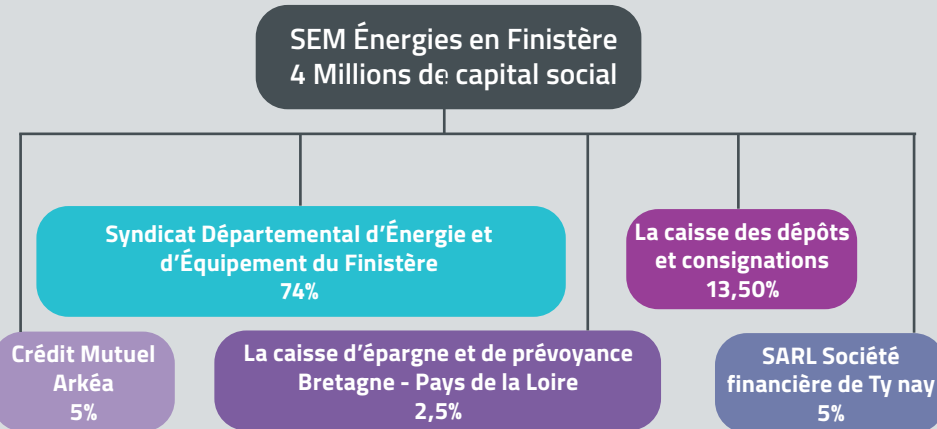 SEM Énergies en Finistère
4 Millions de capital social
Syndicat Départemental d'Énergie et
d'Équipement du Finistère
74%
La caisse des dépôts
et consignations
13,50%
Crédit Mutuel
Arkéa
5%
La caisse d'épargne et de prévoyance
Bretagne - Pays de la Loire
2,5%
SARL Société
financière de Ty nay
5%